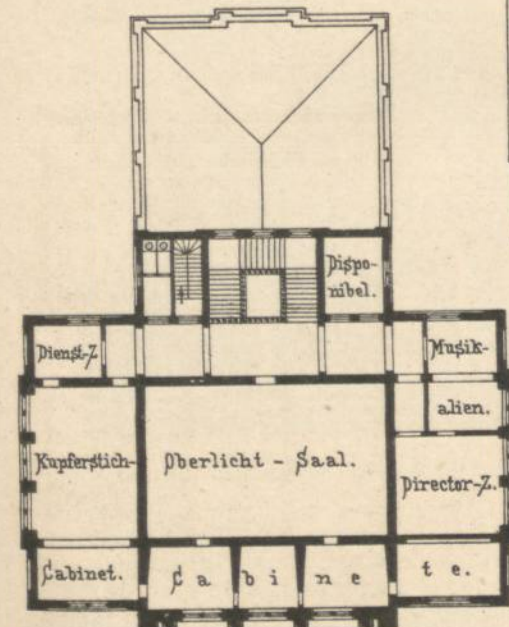 Dispo-
nibel.
Dienst-Z
Musik-
alien.
Kupferstich-
Oberlicht - Saal.
Director-Z.
Cabinet.
C a b i n e t e.